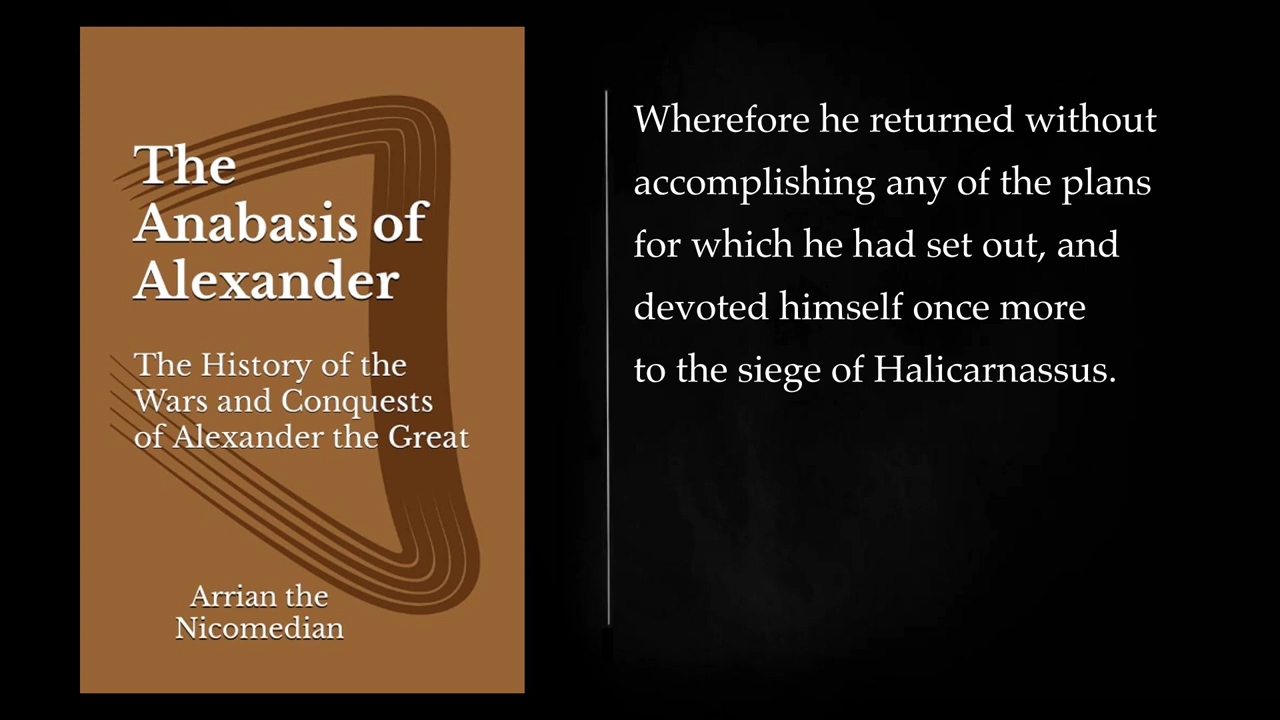 The
Anabasis of
Alexander
The History of the
Wars and Conquests
of Alexander the Great
Arrian the
Nicomedian
Wherefore he returned without
accomplishing any of the plans
for which he had set out, and
devoted himself once more
to the siege of Halicarnassus.